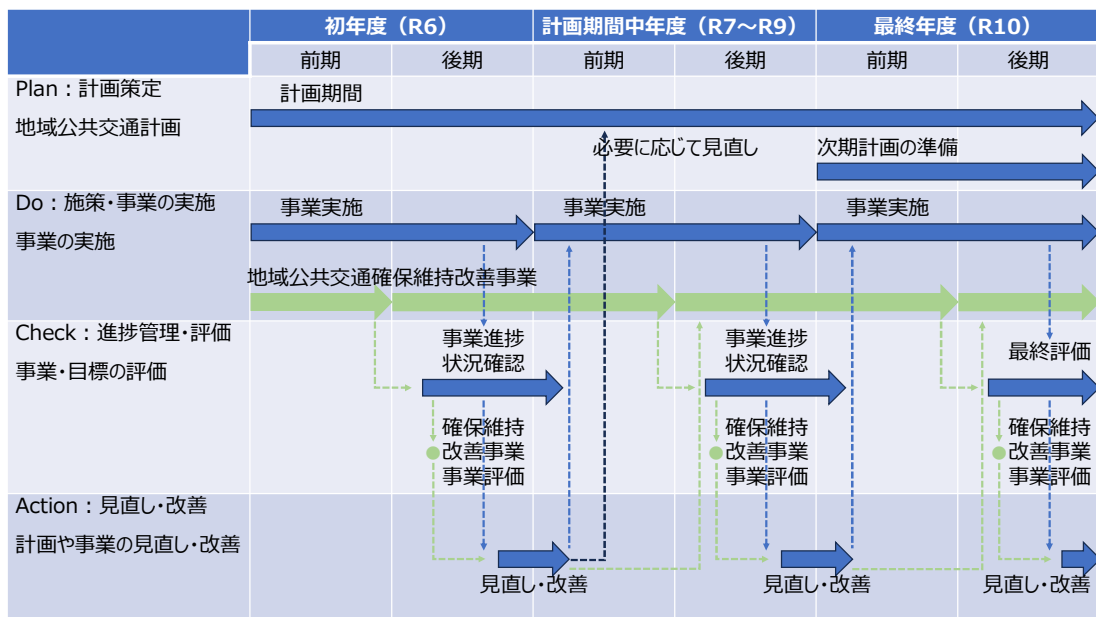 初年度（R6）
計画期間中年度（R7～R9）
最終年度（R10）
前期
後期
前期
後期
前期
後期
Plan：計画策定
地域公共交通計画
計画期間
必要に応じて見直し
次期計画の準備
Do：施策・事業の実施
事業の実施
事業実施
事業実施
事業実施
地域公共交通確保維持改善事業
Check：進捗管理・評価
事業・目標の評価
事業進捗
状況確認
事業進捗
状況確認
最終評価
確保維持
改善事業
事業評価
確保維持
改善事業
事業評価
確保維持
改善事業
事業評価
Action：見直し・改善
計画や事業の見直し・改善
見直し・改善
見直し・改善
見直し・改善